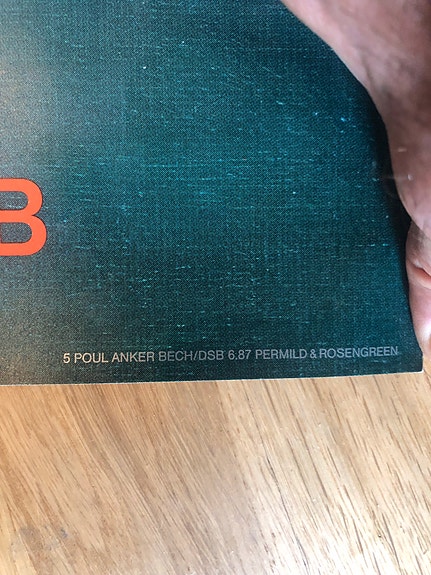 B
5 POUL ANKER BECH/DSB 6.87 PERMILD & ROSENGREEN